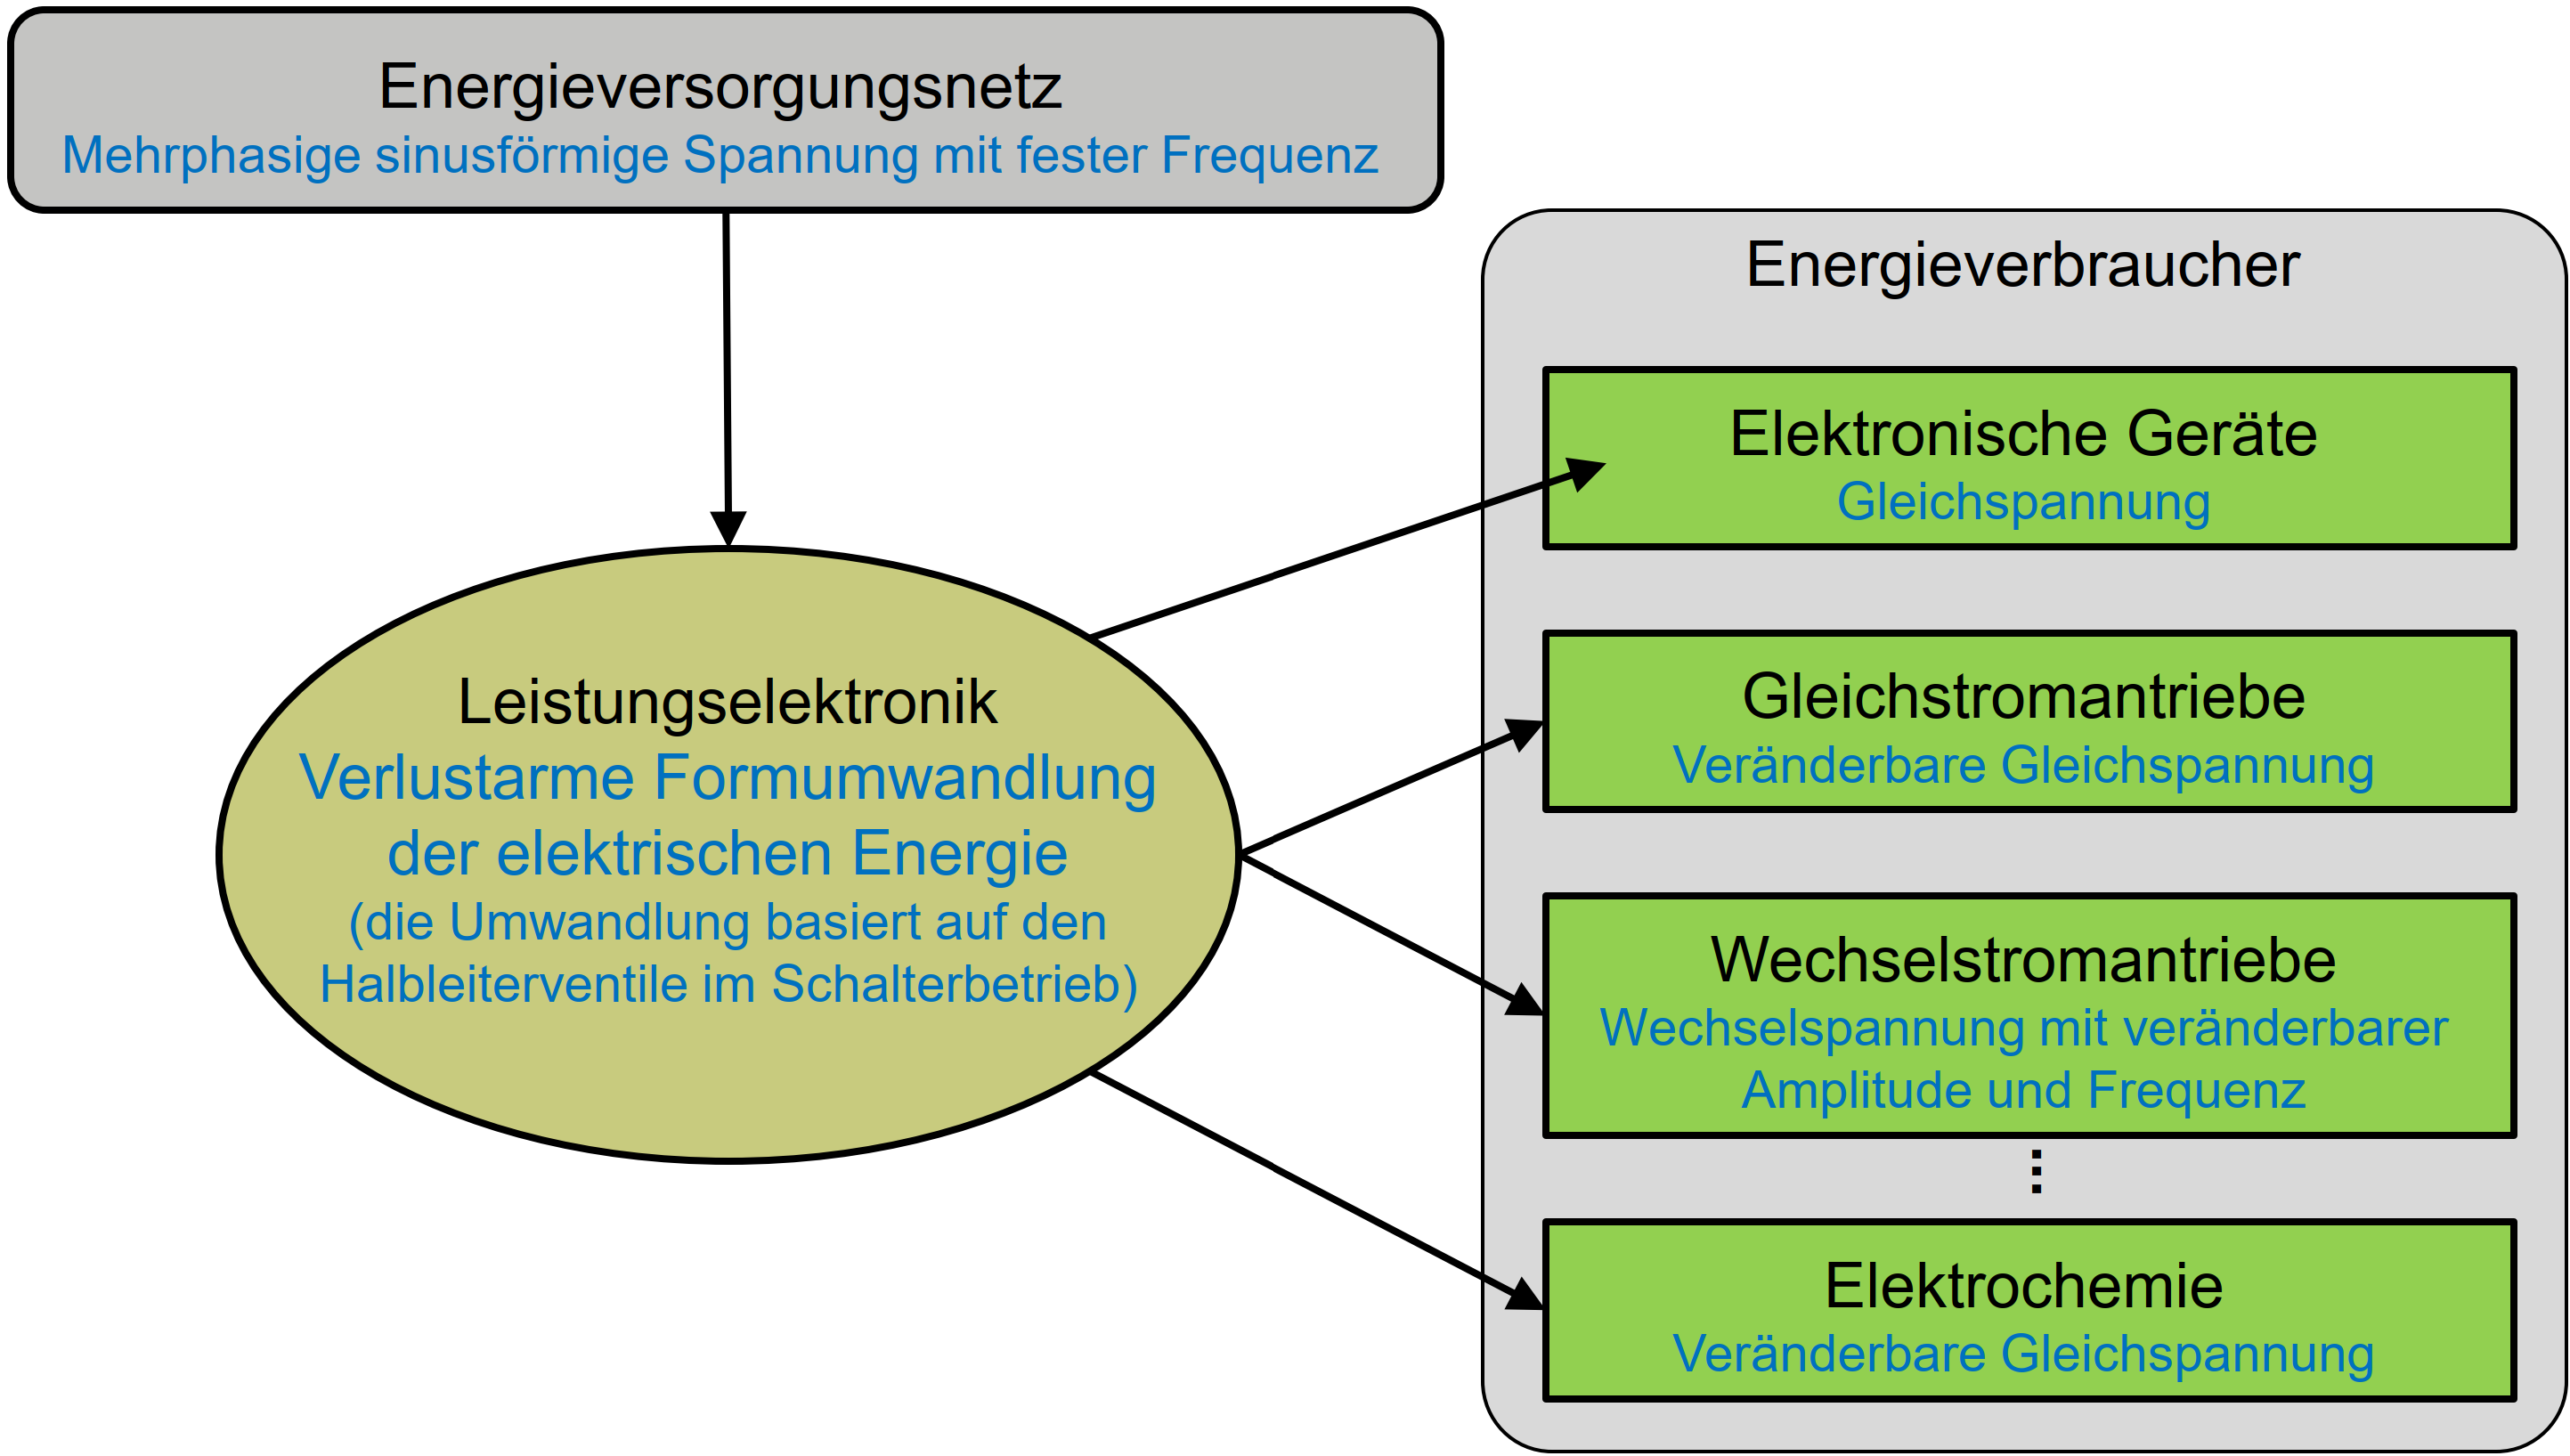 Energieversorgungsnetz
Mehrphasige sinusförmige Spannung mit fester Frequenz
Leistungselektronik
Verlustarme Formumwandlung
der elektrischen Energie
(die Umwandlung basiert auf den
Halbleiterventile im Schalterbetrieb)
Energieverbraucher
Elektronische Geräte
Gleichspannung
Gleichstromantriebe
Veränderbare Gleichspannung
Wechselstromantriebe
Wechselspannung mit veränderbarer
Amplitude und Frequenz
⋮
Elektrochemie
Veränderbare Gleichspannung